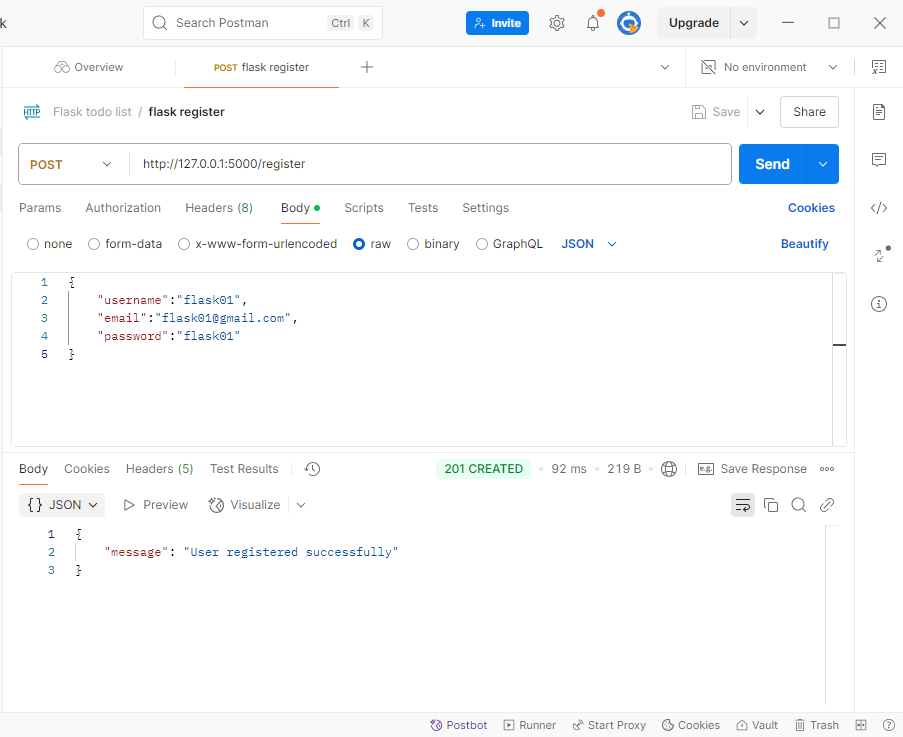 k
Search Postman Ctrl K Invite Upgrade
Overview POST flask register No environment
HTTP Flask todo list / flask register Save Share
POST http://127.0.0.1:5000/register Send
Params Authorization Headers (8) Body Scripts Tests Settings Cookies
none form-data x-www-form-urlencoded raw binary GraphQL JSON Beautify
1 {
2 "username":"flask01",
3 "email":"flask01@gmail.com",
4 "password":"flask01"
5 }
Body Cookies Headers (5) Test Results 201 CREATED • 92 ms • 219 B • e.g. Save Response
{} JSON Preview Visualize
1 {
2 "message": "User registered successfully"
3 }
Postbot Runner Start Proxy Cookies Vault Trash